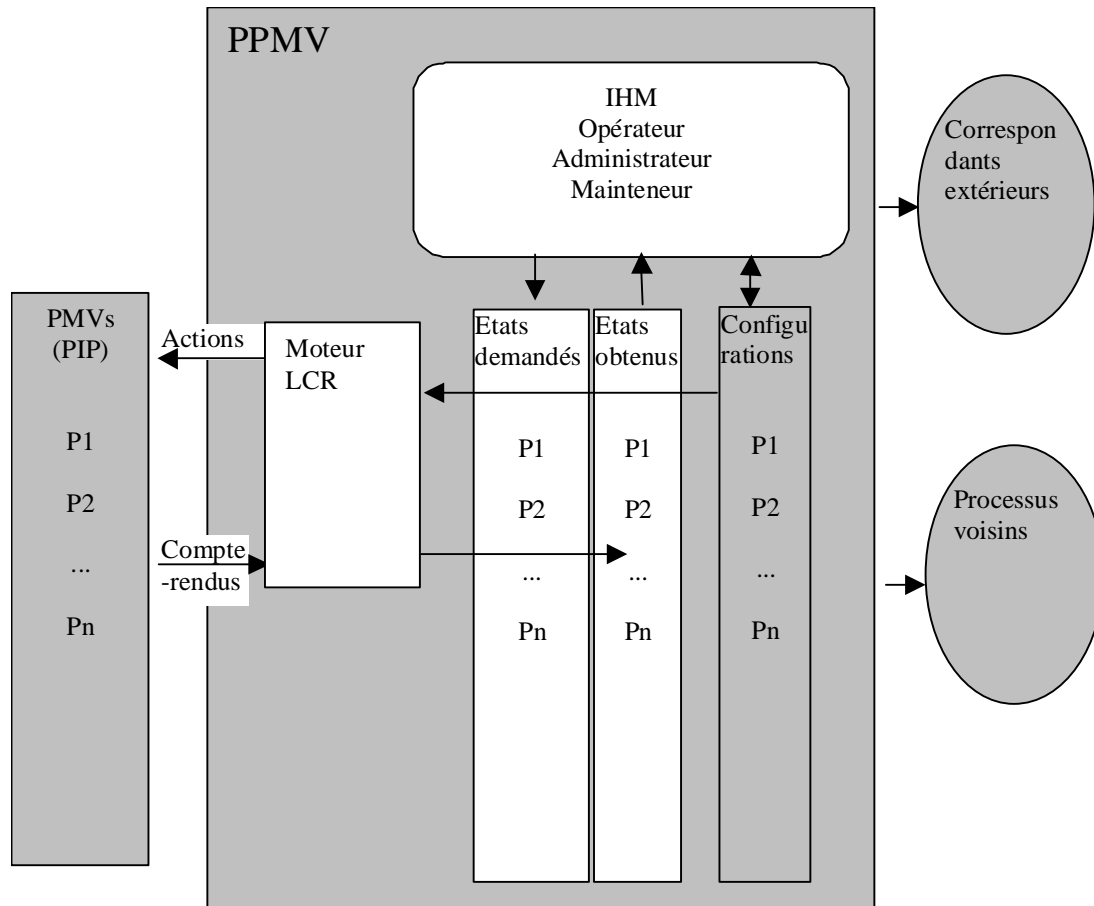 PPMV
IHM
Opérateur
Administrateur
Mainteneur
Correspon
dants
extérieurs
PMVs
(PIP)
P1
P2
...
Pn
Actions
Compte
-rendus
Moteur
LCR
Etats
demandés
P1
P2
...
Pn
Etats
obtenus
P1
P2
...
Pn
Configu
rations
P1
P2
...
Pn
Processus
voisins